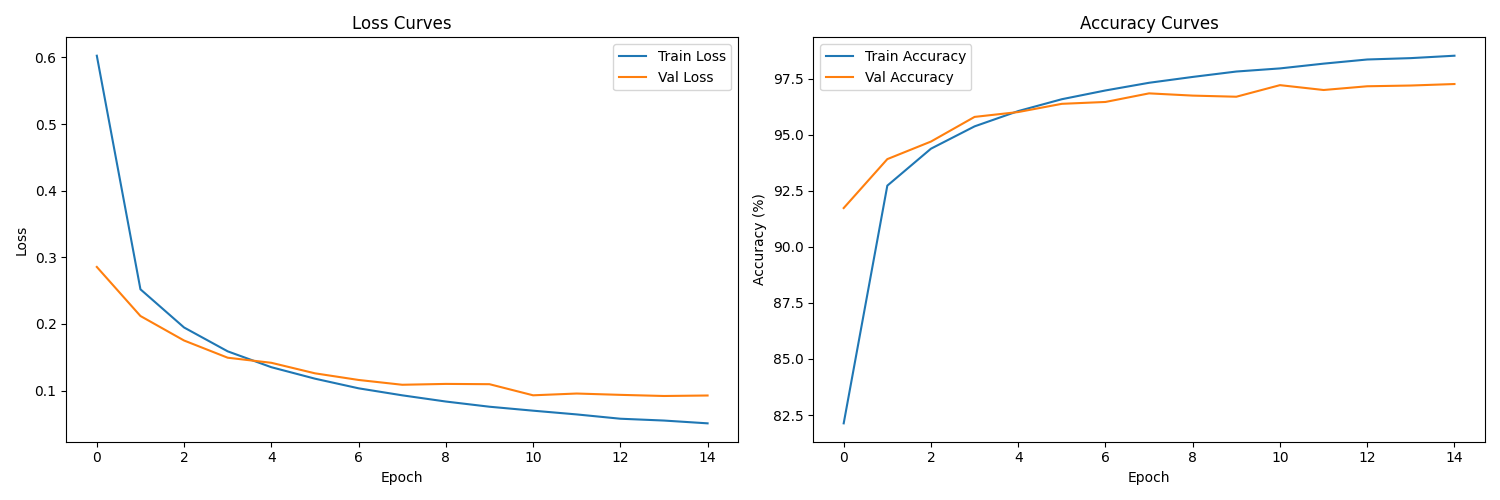 Loss Curves
Train Loss
Val Loss
0.6
0.5
0.4
0.3
0.2
0.1
Loss
0 2 4 6 8 10 12 14
Epoch
Accuracy Curves
Train Accuracy
Val Accuracy
97.5
95.0
92.5
90.0
87.5
85.0
82.5
Accuracy (%)
0 2 4 6 8 10 12 14
Epoch